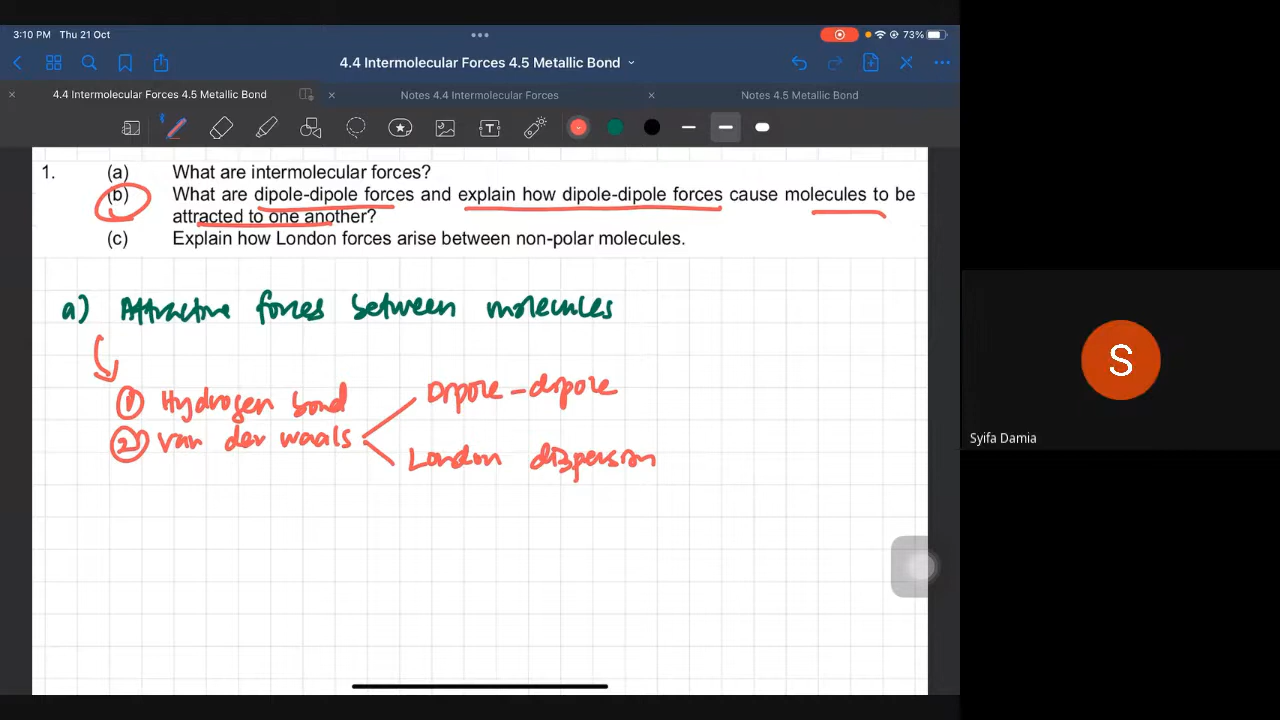 3:10 PM Thu 21 Oct
73%
4.4 Intermolecular Forces 4.5 Metallic Bond
4.4 Intermolecular Forces 4.5 Metallic Bond
Notes 4.4 Intermolecular Forces
Notes 4.5 Metallic Bond
1. (a) What are intermolecular forces?
(b) What are dipole-dipole forces and explain how dipole-dipole forces cause molecules to be
attracted to one another?
(c) Explain how London forces arise between non-polar molecules.
a) Attractive forces between molecules
① Hydrogen bond
Dipole-dipole
② van der waals
London dispersion
S
Syifa Damia